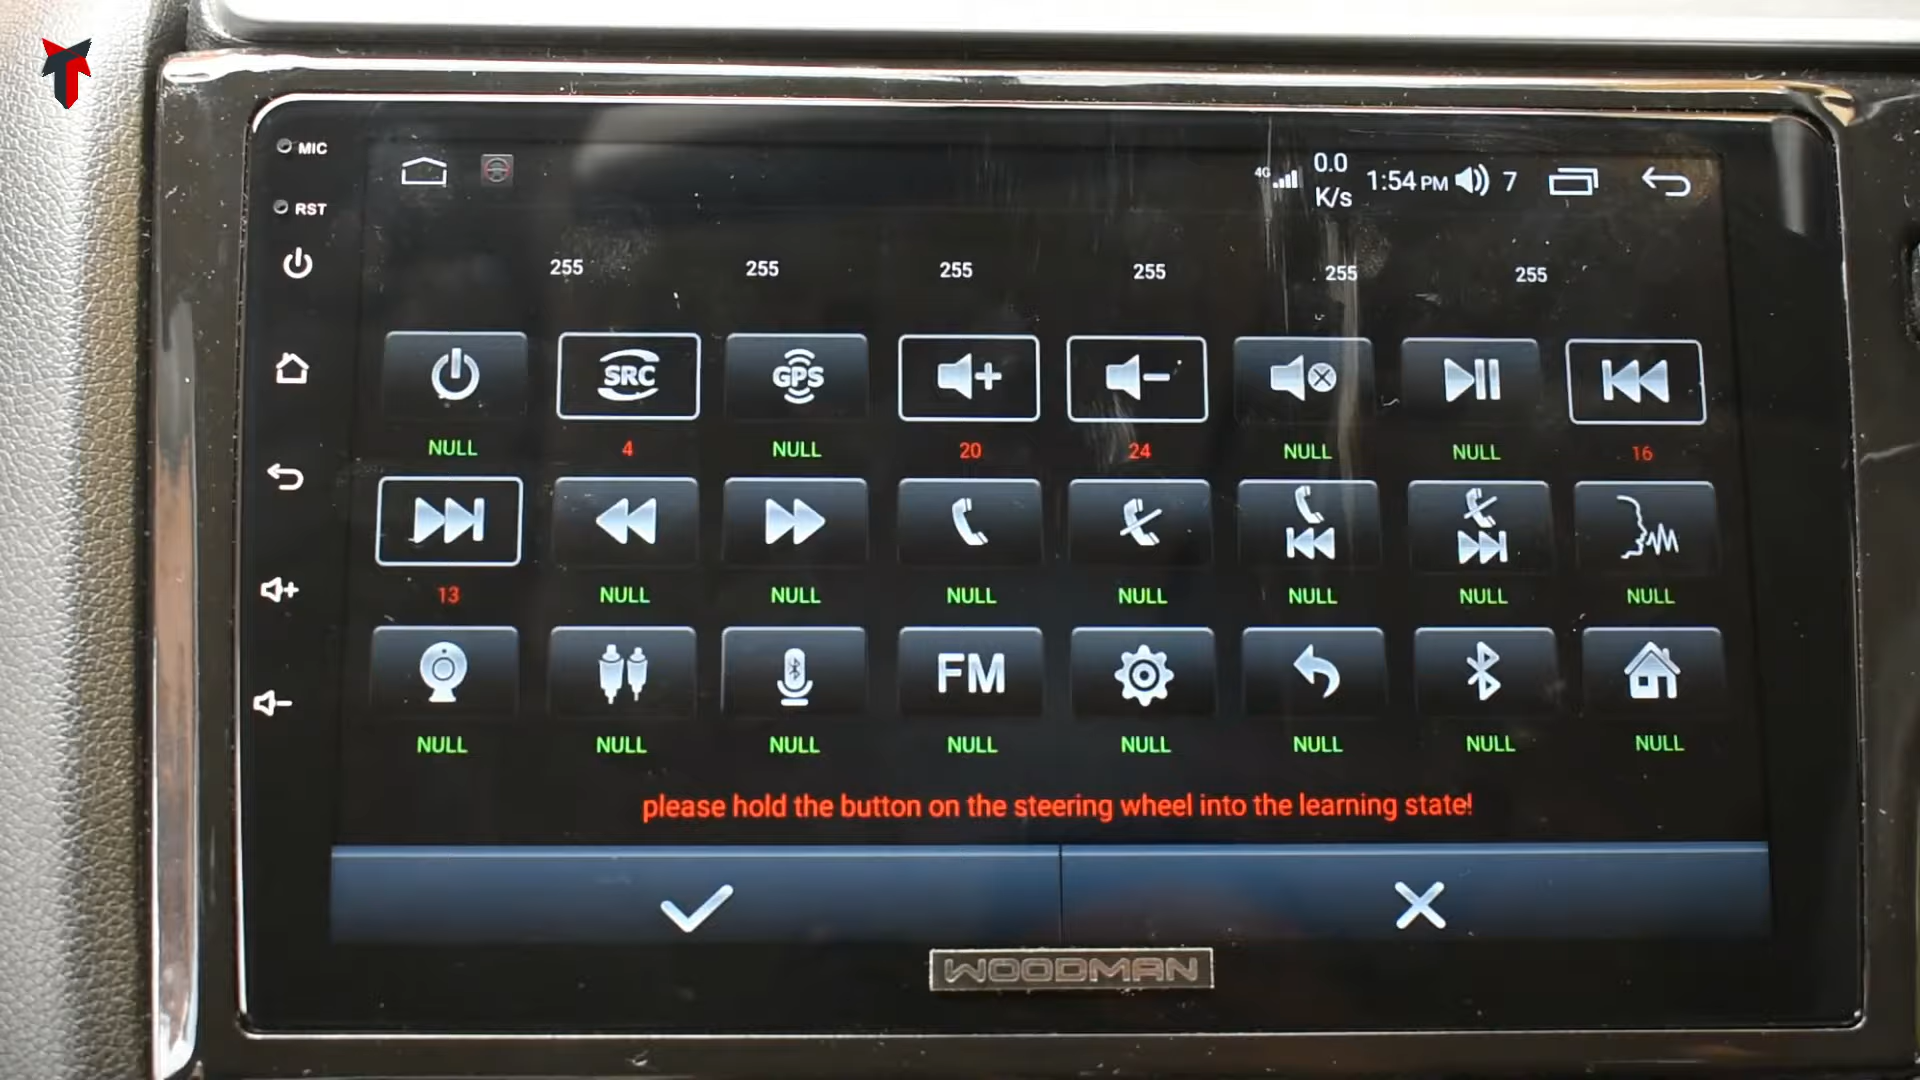 MIC
RST
4G 0.0 K/s 1:54 PM 7
255 255 255 255 255 255
SRC GPS
NULL 4 NULL 20 24 NULL NULL 16
13 NULL NULL NULL NULL NULL NULL NULL
FM
NULL NULL NULL NULL NULL NULL NULL NULL
please hold the button on the steering wheel into the learning state!
WOODMAN